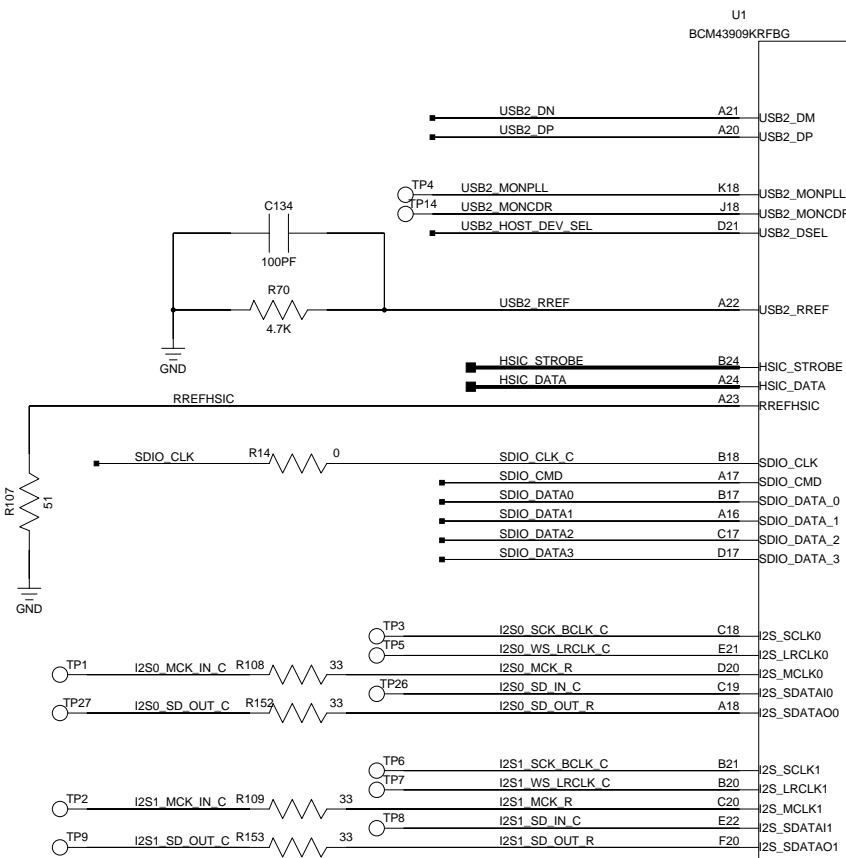 U1
BCM43909KRFBG
USB2_DN A21 USB2_DM
USB2_DP A20 USB2_DP
TP4 USB2_MONPLL K18 USB2_MONPLL
TP14 USB2_MONCDR J18 USB2_MONCDR
USB2_HOST_DEV_SEL D21 USB2_DSEL
C134
100PF
R70
4.7K
USB2_RREF A22 USB2_RREF
GND
HSIC_STROBE B24 HSIC_STROBE
HSIC_DATA A24 HSIC_DATA
RREFHSIC A23 RREFHSIC
SDIO_CLK R14 0 SDIO_CLK_C B18 SDIO_CLK
SDIO_CMD A17 SDIO_CMD
R107
51
SDIO_DATA0 B17 SDIO_DATA_0
SDIO_DATA1 A16 SDIO_DATA_1
SDIO_DATA2 C17 SDIO_DATA_2
SDIO_DATA3 D17 SDIO_DATA_3
GND
TP3 I2S0_SCK_BCLK_C C18 I2S_SCLK0
TP5 I2S0_WS_LRCLK_C E21 I2S_LRCLK0
TP1 I2S0_MCK_IN_C R108 33 I2S0_MCK_R D20 I2S_MCLK0
TP26 I2S0_SD_IN_C C19 I2S_SDATAI0
TP27 I2S0_SD_OUT_C R152 33 I2S0_SD_OUT_R A18 I2S_SDATAO0
TP6 I2S1_SCK_BCLK_C B21 I2S_SCLK1
TP7 I2S1_WS_LRCLK_C B20 I2S_LRCLK1
TP2 I2S1_MCK_IN_C R109 33 I2S1_MCK_R C20 I2S_MCLK1
TP8 I2S1_SD_IN_C E22 I2S_SDATAI1
TP9 I2S1_SD_OUT_C R153 33 I2S1_SD_OUT_R F20 I2S_SDATAO1